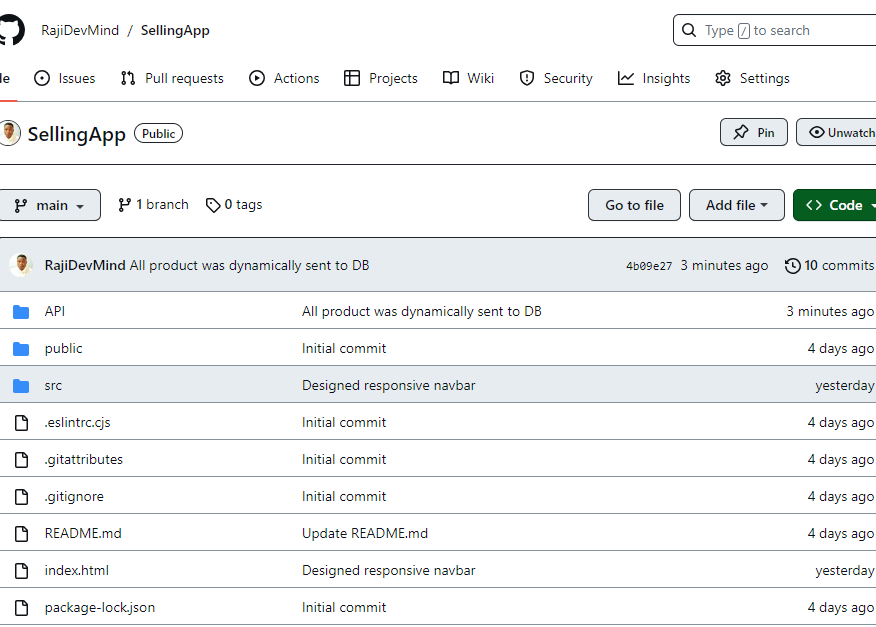 RajiDevMind / SellingApp
Type / to search
de Issues Pull requests Actions Projects Wiki Security Insights Settings
SellingApp Public Pin Unwatch
main 1 branch 0 tags Go to file Add file Code
RajiDevMind All product was dynamically sent to DB 4b09e27 3 minutes ago 10 commits
API All product was dynamically sent to DB 3 minutes ago
public Initial commit 4 days ago
src Designed responsive navbar yesterday
.eslintrc.cjs Initial commit 4 days ago
.gitattributes Initial commit 4 days ago
.gitignore Initial commit 4 days ago
README.md Update README.md 4 days ago
index.html Designed responsive navbar yesterday
package-lock.json Initial commit 4 days ago